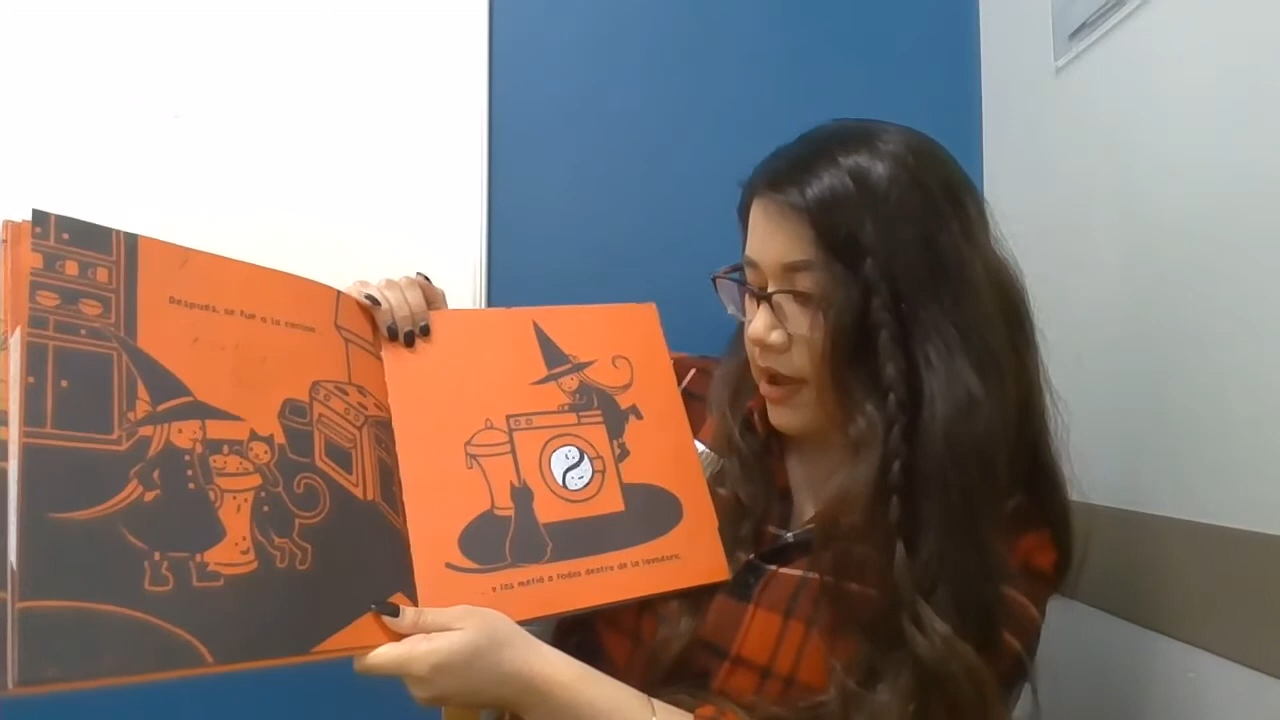 Después, se fue a la cocina
... y los metió a todos dentro de la lavadora.